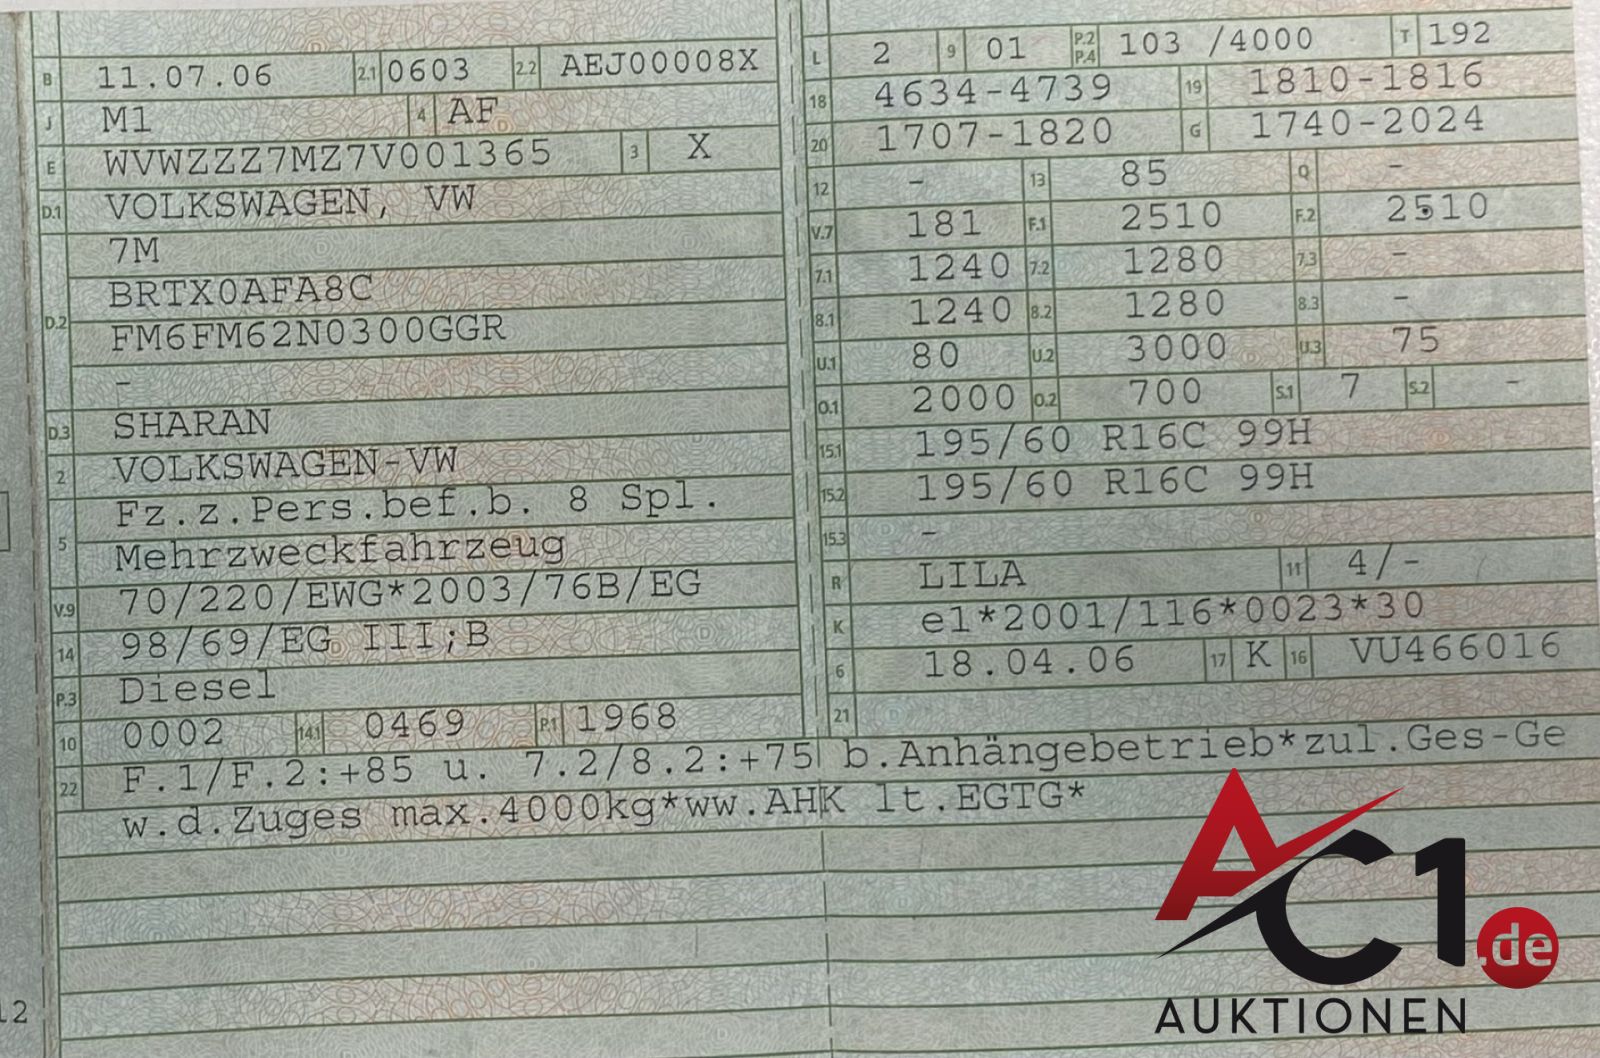 B 11.07.06 2.1 0603 2.2 AEJ00008X
J M1 4 AF
E WVWZZZ7MZ7V001365 3 X
D.1 VOLKSWAGEN, VW
7M
BRTX0AFA8C
D.2 FM6FM62N0300GGR
-
D.3 SHARAN
2 VOLKSWAGEN-VW
Fz.z.Pers.bef.b. 8 Spl.
5 Mehrzweckfahrzeug
V.9 70/220/EWG*2003/76B/EG
14 98/69/EG III;B
P.3 Diesel
10 0002 14.1 0469 P.1 1968
L 2 9 01 P.2 P.4 103 /4000 T 192
18 4634-4739 19 1810-1816
20 1707-1820 G 1740-2024
12 - 13 85 Q -
V.7 181 F.1 2510 F.2 2510
7.1 1240 7.2 1280 7.3 -
8.1 1240 8.2 1280 8.3 -
U.1 80 U.2 3000 U.3 75
O.1 2000 O.2 700 S.1 7 S.2 -
15.1 195/60 R16C 99H
15.2 195/60 R16C 99H
15.3 -
R LILA 11 4/-
K e1*2001/116*0023*30
6 18.04.06 17 K 16 VU466016
21
22 F.1/F.2:+85 u. 7.2/8.2:+75 b.Anhängebetrieb*zul.Ges-Ge
w.d.Zuges max.4000kg*ww.AHK lt.EGTG*
12
AC1.de
AUKTIONEN